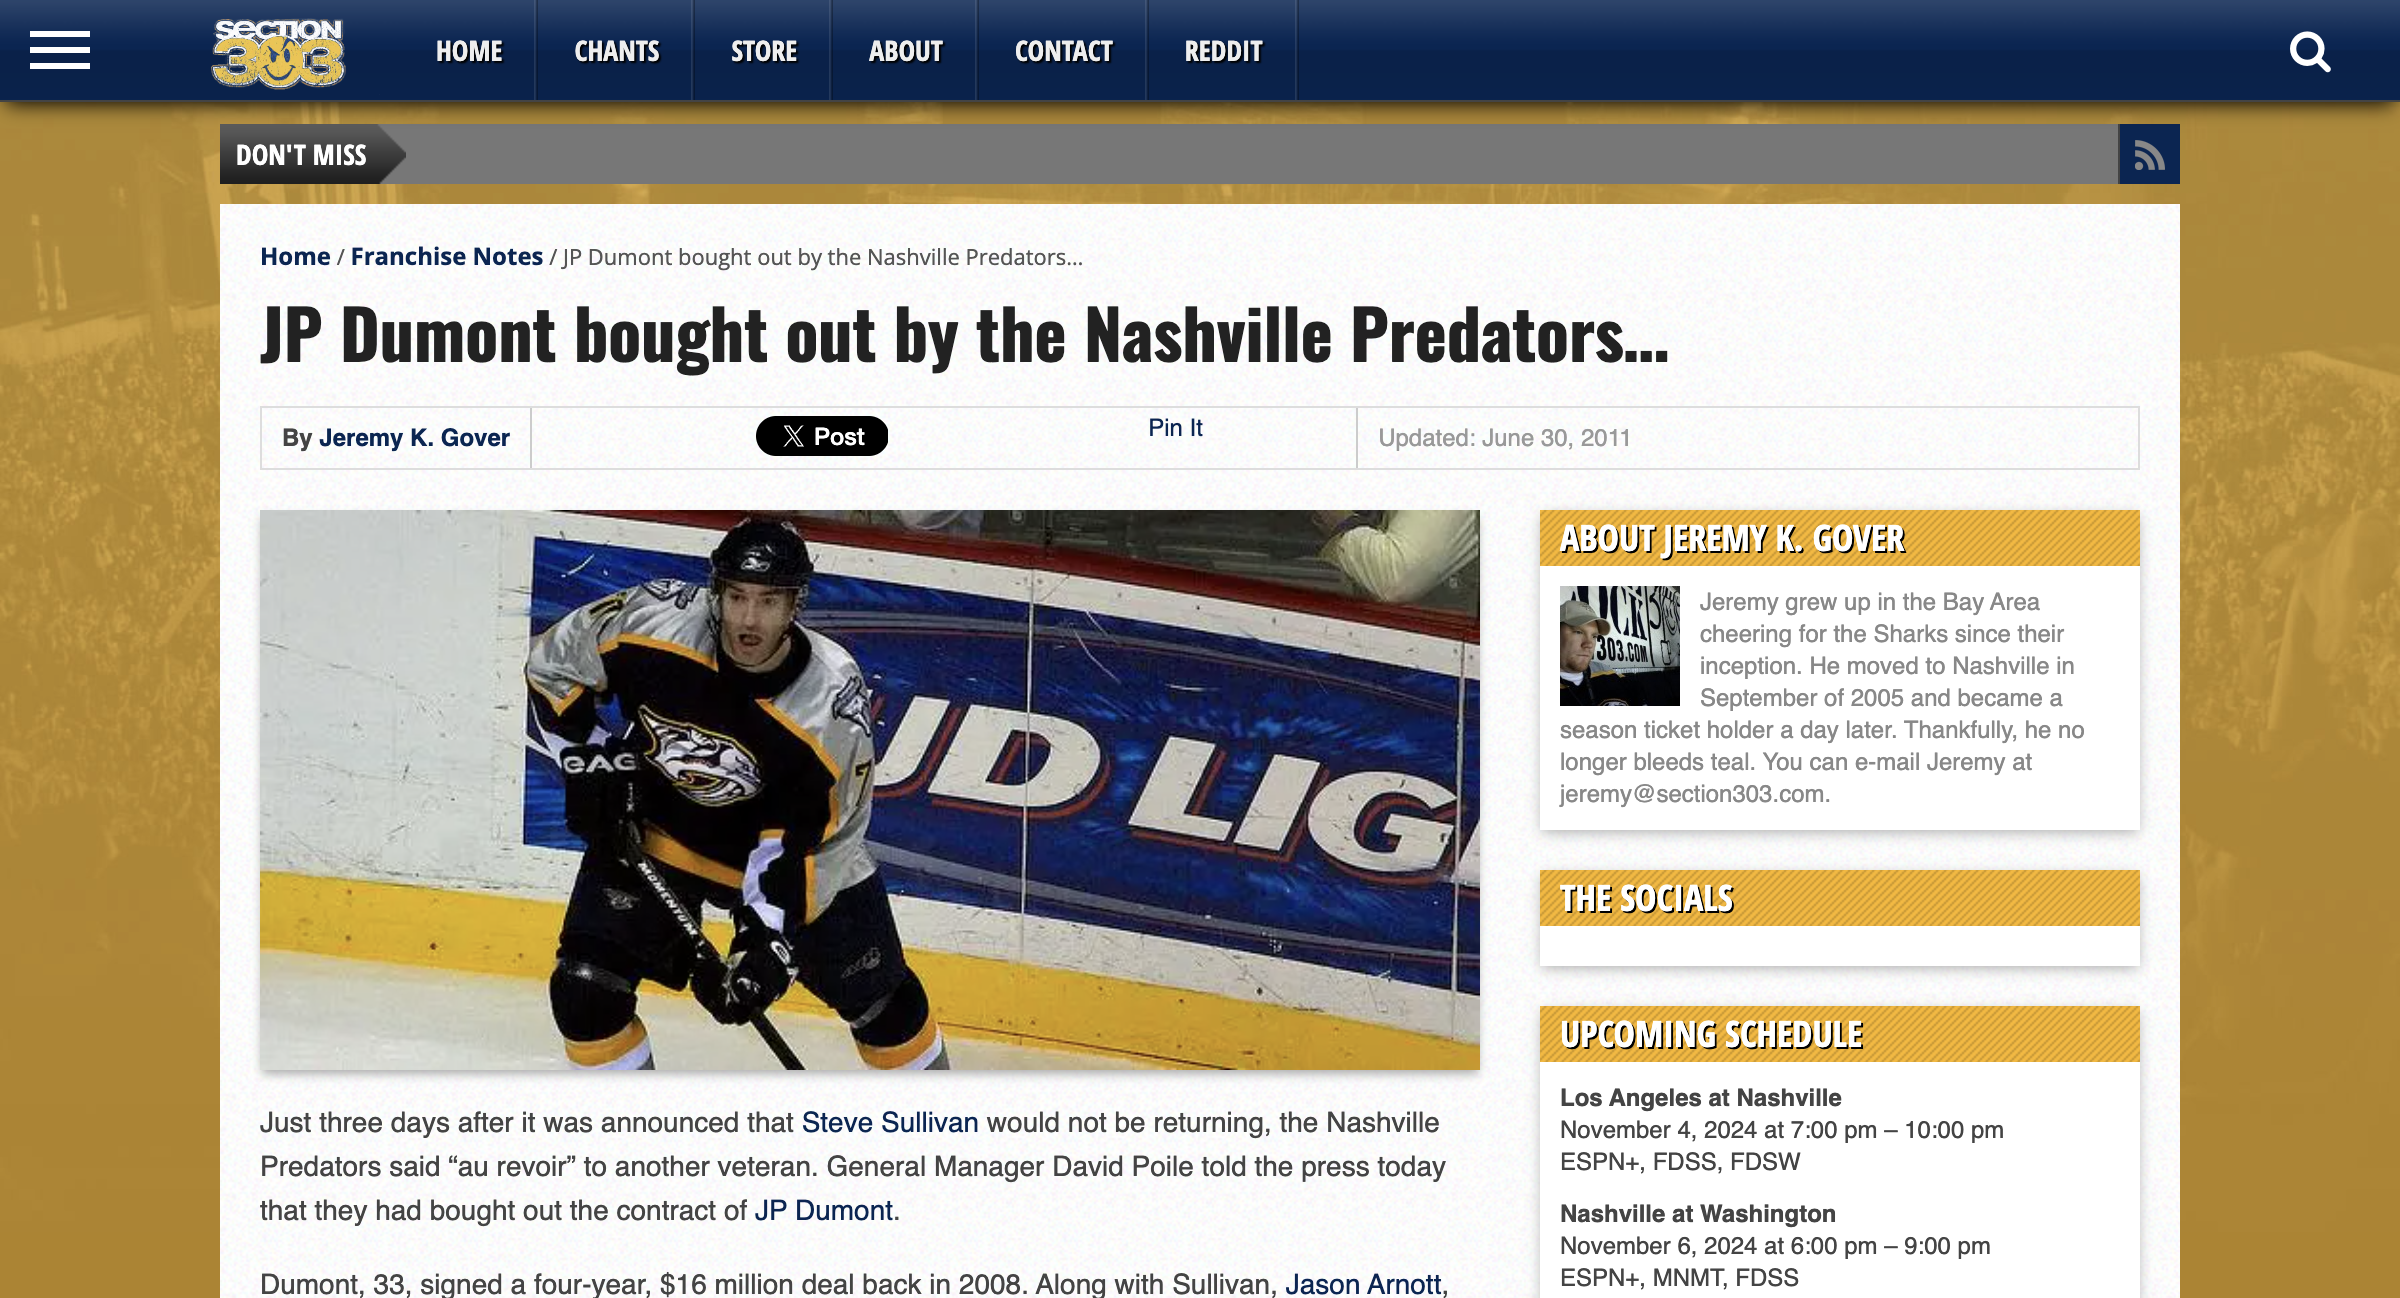 SECTION
303
HOME
CHANTS
STORE
ABOUT
CONTACT
REDDIT
DON'T MISS
Home / Franchise Notes / JP Dumont bought out by the Nashville Predators...
JP Dumont bought out by the Nashville Predators...
By Jeremy K. Gover
X Post
Pin It
Updated: June 30, 2011
UD LIG
7
eAG
MOMENTUM
Just three days after it was announced that Steve Sullivan would not be returning, the Nashville
Predators said “au revoir” to another veteran. General Manager David Poile told the press today
that they had bought out the contract of JP Dumont.
Dumont, 33, signed a four-year, $16 million deal back in 2008. Along with Sullivan, Jason Arnott,
ABOUT JEREMY K. GOVER
303.COM
Jeremy grew up in the Bay Area
cheering for the Sharks since their
inception. He moved to Nashville in
September of 2005 and became a
season ticket holder a day later. Thankfully, he no
longer bleeds teal. You can e-mail Jeremy at
jeremy@section303.com.
THE SOCIALS
UPCOMING SCHEDULE
Los Angeles at Nashville
November 4, 2024 at 7:00 pm – 10:00 pm
ESPN+, FDSS, FDSW
Nashville at Washington
November 6, 2024 at 6:00 pm – 9:00 pm
ESPN+, MNMT, FDSS